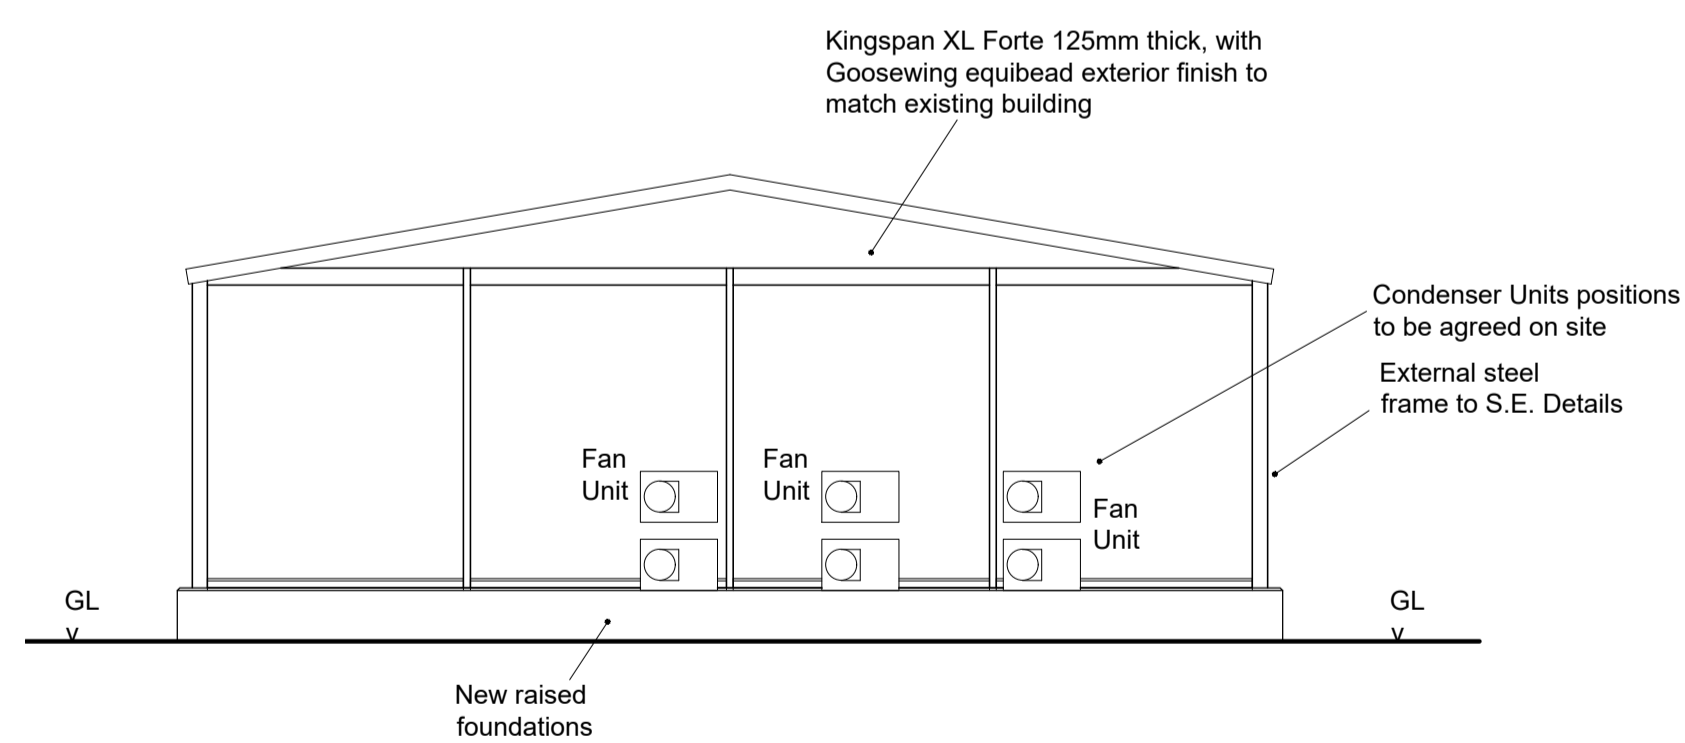 Kingspan XL Forte 125mm thick, with
Goosewing equibead exterior finish to
match existing building
Condenser Units positions
to be agreed on site
External steel
frame to S.E. Details
Fan
Unit
Fan
Unit
Fan
Unit
GL
v
GL
v
New raised
foundations